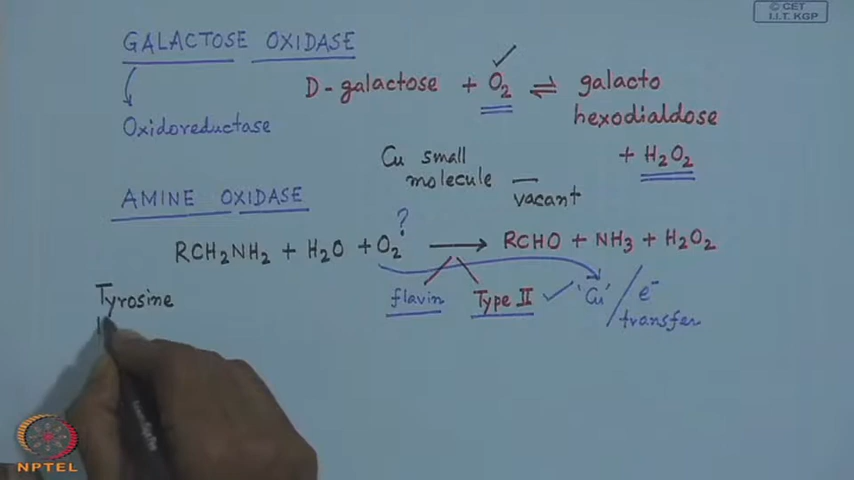 © CET
I.I.T. KGP
GALACTOSE OXIDASE
D-galactose + O₂ ⇌ galacto
hexodialdose
+ H₂O₂
Oxidoreductase
Cu small
molecule — vacant
AMINE OXIDASE
?
RCH₂NH₂ + H₂O + O₂ → RCHO + NH₃ + H₂O₂
flavin Type II ✓ 'Cu' / e⁻
transfer
Tyrosine
NPTEL